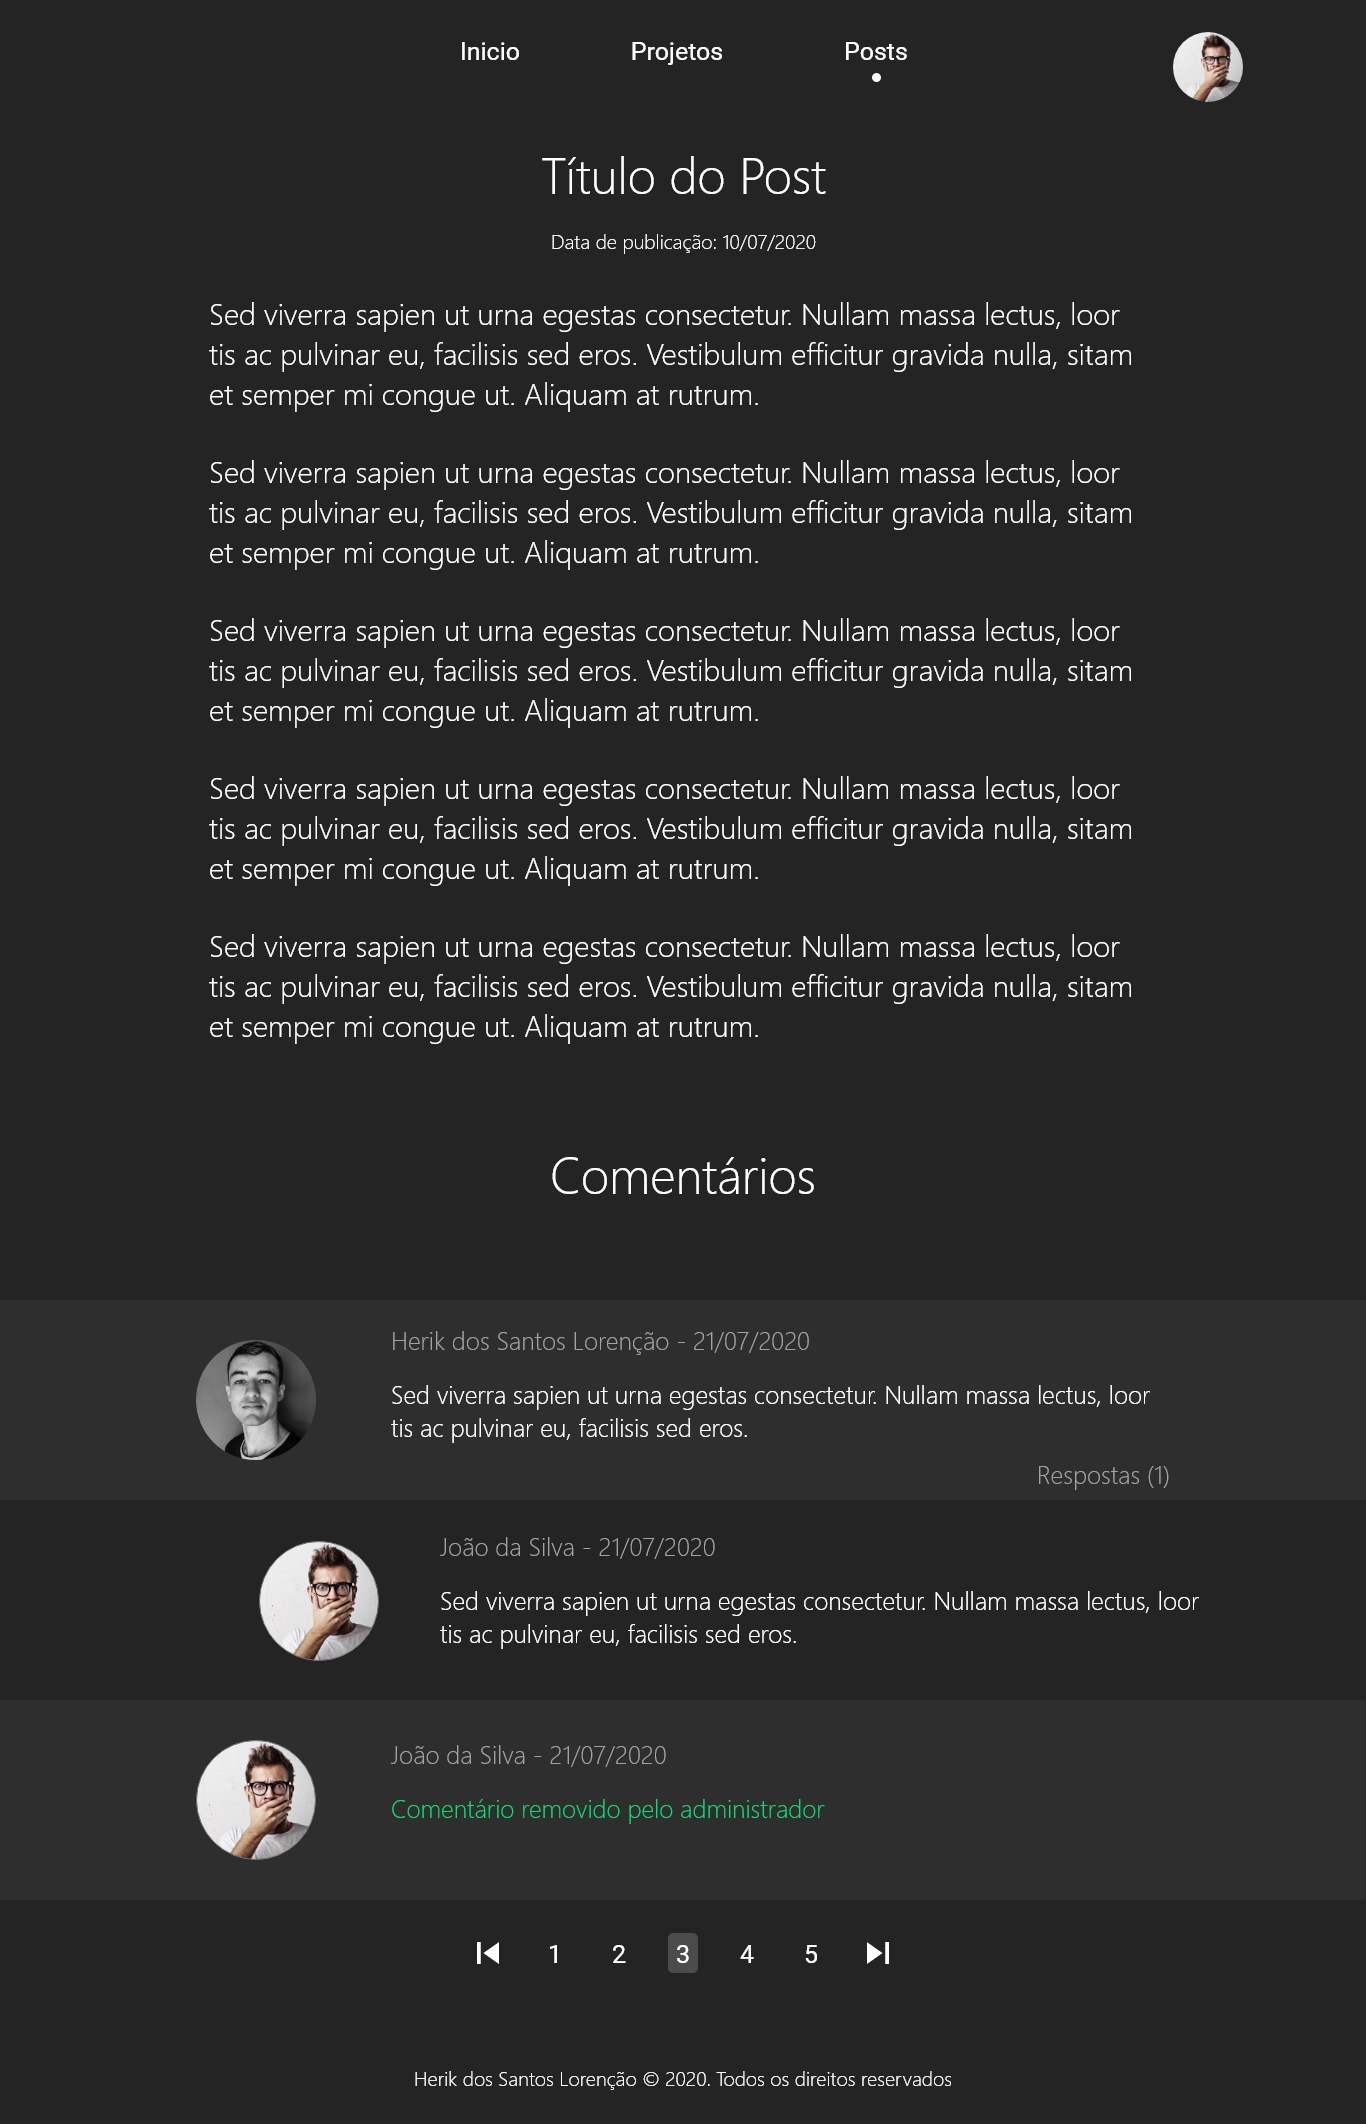 Inicio Projetos Posts
Título do Post
Data de publicação: 10/07/2020
Sed viverra sapien ut urna egestas consectetur. Nullam massa lectus, loor
tis ac pulvinar eu, facilisis sed eros. Vestibulum efficitur gravida nulla, sitam
et semper mi congue ut. Aliquam at rutrum.
Sed viverra sapien ut urna egestas consectetur. Nullam massa lectus, loor
tis ac pulvinar eu, facilisis sed eros. Vestibulum efficitur gravida nulla, sitam
et semper mi congue ut. Aliquam at rutrum.
Sed viverra sapien ut urna egestas consectetur. Nullam massa lectus, loor
tis ac pulvinar eu, facilisis sed eros. Vestibulum efficitur gravida nulla, sitam
et semper mi congue ut. Aliquam at rutrum.
Sed viverra sapien ut urna egestas consectetur. Nullam massa lectus, loor
tis ac pulvinar eu, facilisis sed eros. Vestibulum efficitur gravida nulla, sitam
et semper mi congue ut. Aliquam at rutrum.
Sed viverra sapien ut urna egestas consectetur. Nullam massa lectus, loor
tis ac pulvinar eu, facilisis sed eros. Vestibulum efficitur gravida nulla, sitam
et semper mi congue ut. Aliquam at rutrum.
Comentários
Herik dos Santos Lorenção - 21/07/2020
Sed viverra sapien ut urna egestas consectetur. Nullam massa lectus, loor
tis ac pulvinar eu, facilisis sed eros.
Respostas (1)
João da Silva - 21/07/2020
Sed viverra sapien ut urna egestas consectetur. Nullam massa lectus, loor
tis ac pulvinar eu, facilisis sed eros.
João da Silva - 21/07/2020
Comentário removido pelo administrador
1 2 3 4 5
Herik dos Santos Lorenção © 2020. Todos os direitos reservados